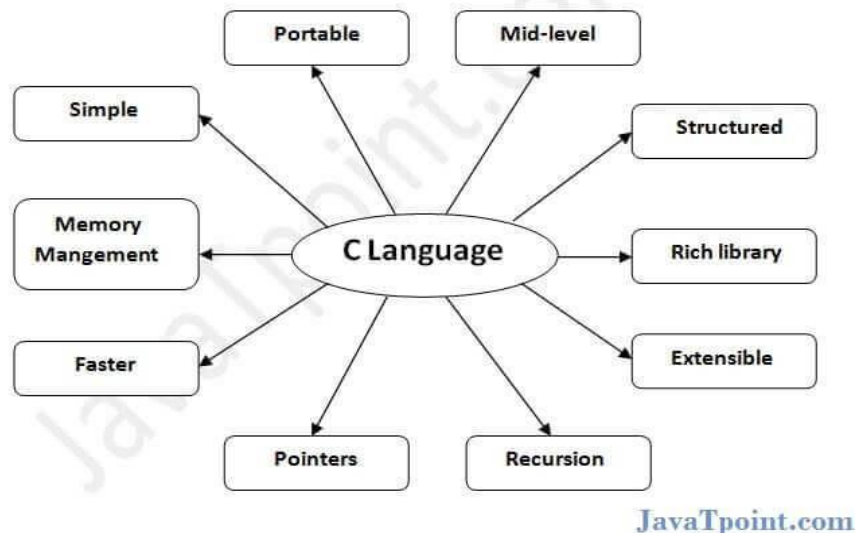 Portable
Mid-level
Simple
Structured
Memory
Mangement
C Language
Rich library
Faster
Extensible
Pointers
Recursion
JavaTpoint.com